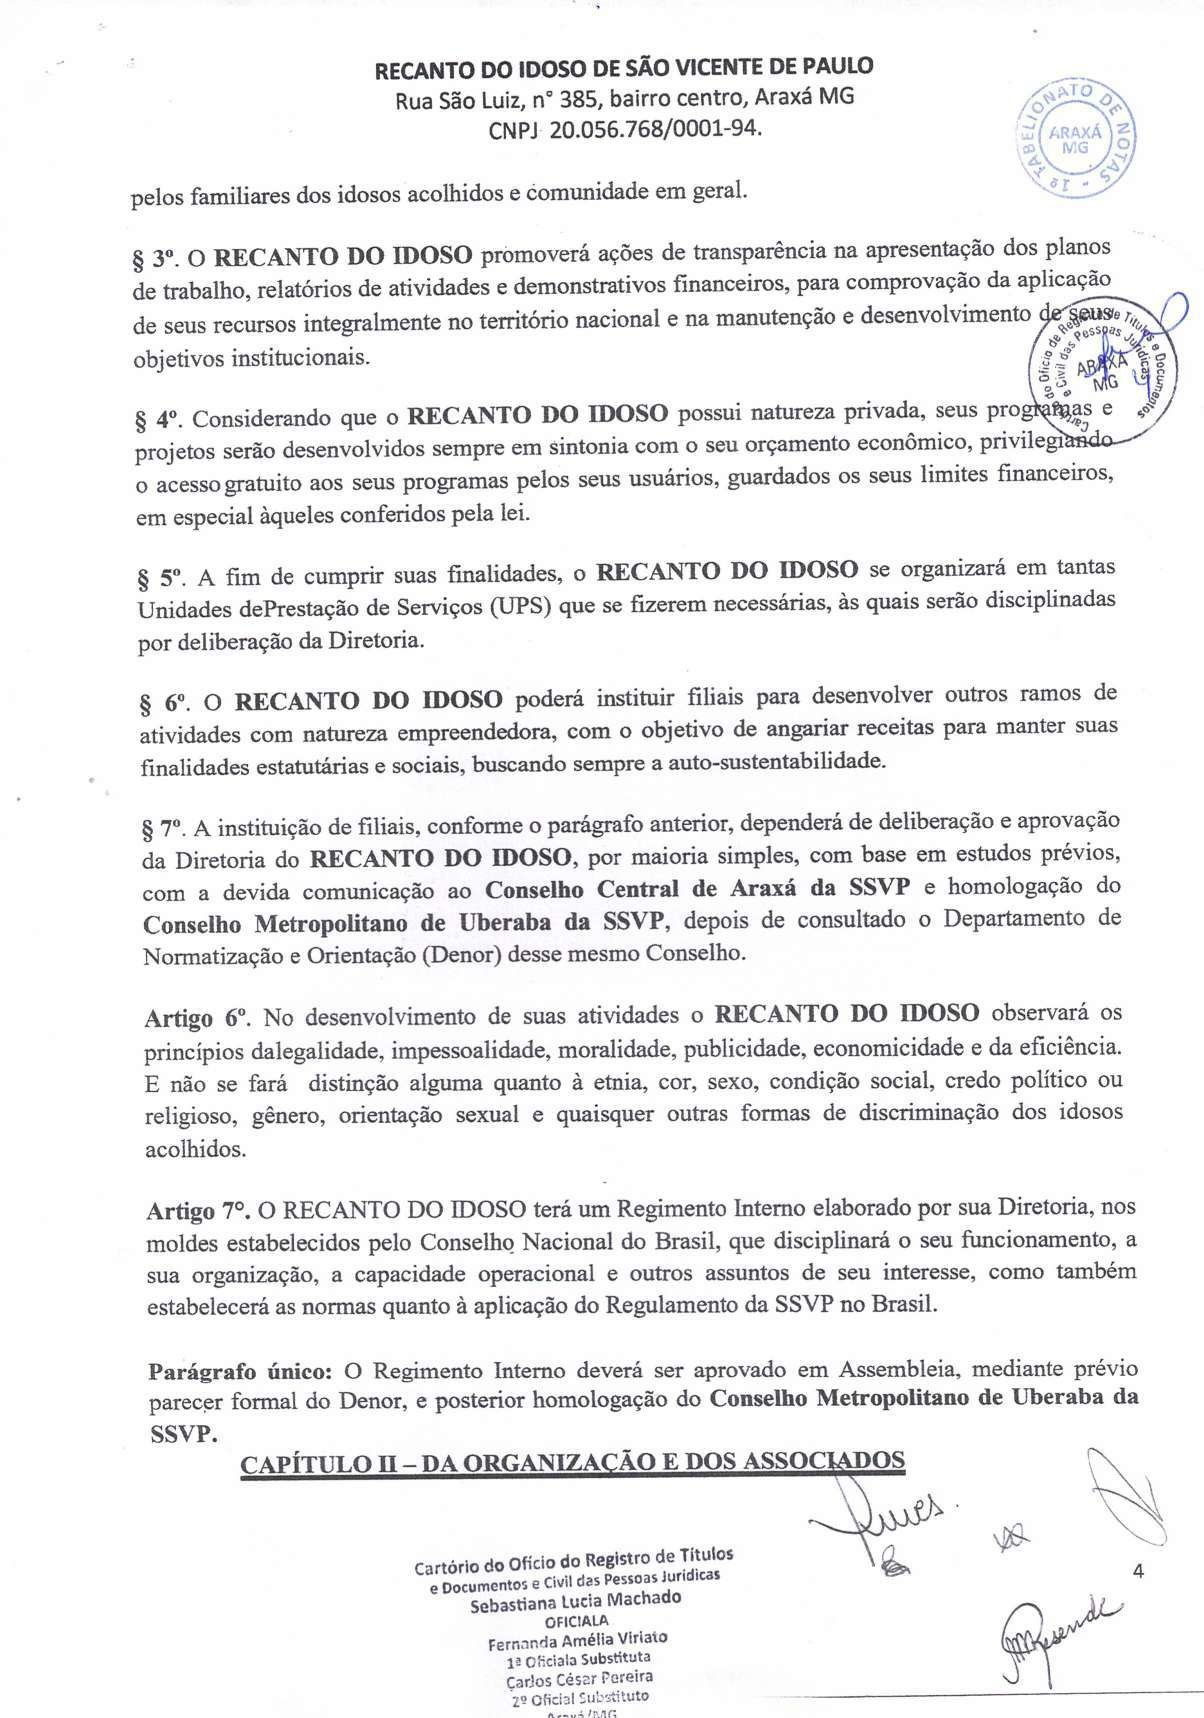 RECANTO DO IDOSO DE SÃO VICENTE DE PAULO
Rua São Luiz, n° 385, bairro centro, Araxá MG
CNPJ 20.056.768/0001-94.
1º TABELIONATO DE NOTAS
ARAXÁ
MG
pelos familiares dos idosos acolhidos e comunidade em geral.
§ 3º. O RECANTO DO IDOSO promoverá ações de transparência na apresentação dos planos
de trabalho, relatórios de atividades e demonstrativos financeiros, para comprovação da aplicação
de seus recursos integralmente no território nacional e na manutenção e desenvolvimento de seus
objetivos institucionais.
Cartório do Ofício de Registro de Títulos e Documentos
e Civil das Pessoas Jurídicas
ARAXÁ
MG
§ 4º. Considerando que o RECANTO DO IDOSO possui natureza privada, seus programas e
projetos serão desenvolvidos sempre em sintonia com o seu orçamento econômico, privilegiando
o acesso gratuito aos seus programas pelos seus usuários, guardados os seus limites financeiros,
em especial àqueles conferidos pela lei.
§ 5º. A fim de cumprir suas finalidades, o RECANTO DO IDOSO se organizará em tantas
Unidades dePrestação de Serviços (UPS) que se fizerem necessárias, às quais serão disciplinadas
por deliberação da Diretoria.
§ 6º. O RECANTO DO IDOSO poderá instituir filiais para desenvolver outros ramos de
atividades com natureza empreendedora, com o objetivo de angariar receitas para manter suas
finalidades estatutárias e sociais, buscando sempre a auto-sustentabilidade.
§ 7º. A instituição de filiais, conforme o parágrafo anterior, dependerá de deliberação e aprovação
da Diretoria do RECANTO DO IDOSO, por maioria simples, com base em estudos prévios,
com a devida comunicação ao Conselho Central de Araxá da SSVP e homologação do
Conselho Metropolitano de Uberaba da SSVP, depois de consultado o Departamento de
Normatização e Orientação (Denor) desse mesmo Conselho.
Artigo 6º. No desenvolvimento de suas atividades o RECANTO DO IDOSO observará os
princípios dalegalidade, impessoalidade, moralidade, publicidade, economicidade e da eficiência.
E não se fará distinção alguma quanto à etnia, cor, sexo, condição social, credo político ou
religioso, gênero, orientação sexual e quaisquer outras formas de discriminação dos idosos
acolhidos.
Artigo 7°. O RECANTO DO IDOSO terá um Regimento Interno elaborado por sua Diretoria, nos
moldes estabelecidos pelo Conselho Nacional do Brasil, que disciplinará o seu funcionamento, a
sua organização, a capacidade operacional e outros assuntos de seu interesse, como também
estabelecerá as normas quanto à aplicação do Regulamento da SSVP no Brasil.
Parágrafo único: O Regimento Interno deverá ser aprovado em Assembleia, mediante prévio
parecer formal do Denor, e posterior homologação do Conselho Metropolitano de Uberaba da
SSVP.
CAPÍTULO II – DA ORGANIZAÇÃO E DOS ASSOCIADOS
Cartório do Ofício do Registro de Títulos
e Documentos e Civil das Pessoas Jurídicas
Sebastiana Lucia Machado
OFICIALA
Fernanda Amélia Viriato
1ª Oficiala Substituta
Carlos César Pereira
2º Oficial Substituto
Araxá/MG
4
Resende